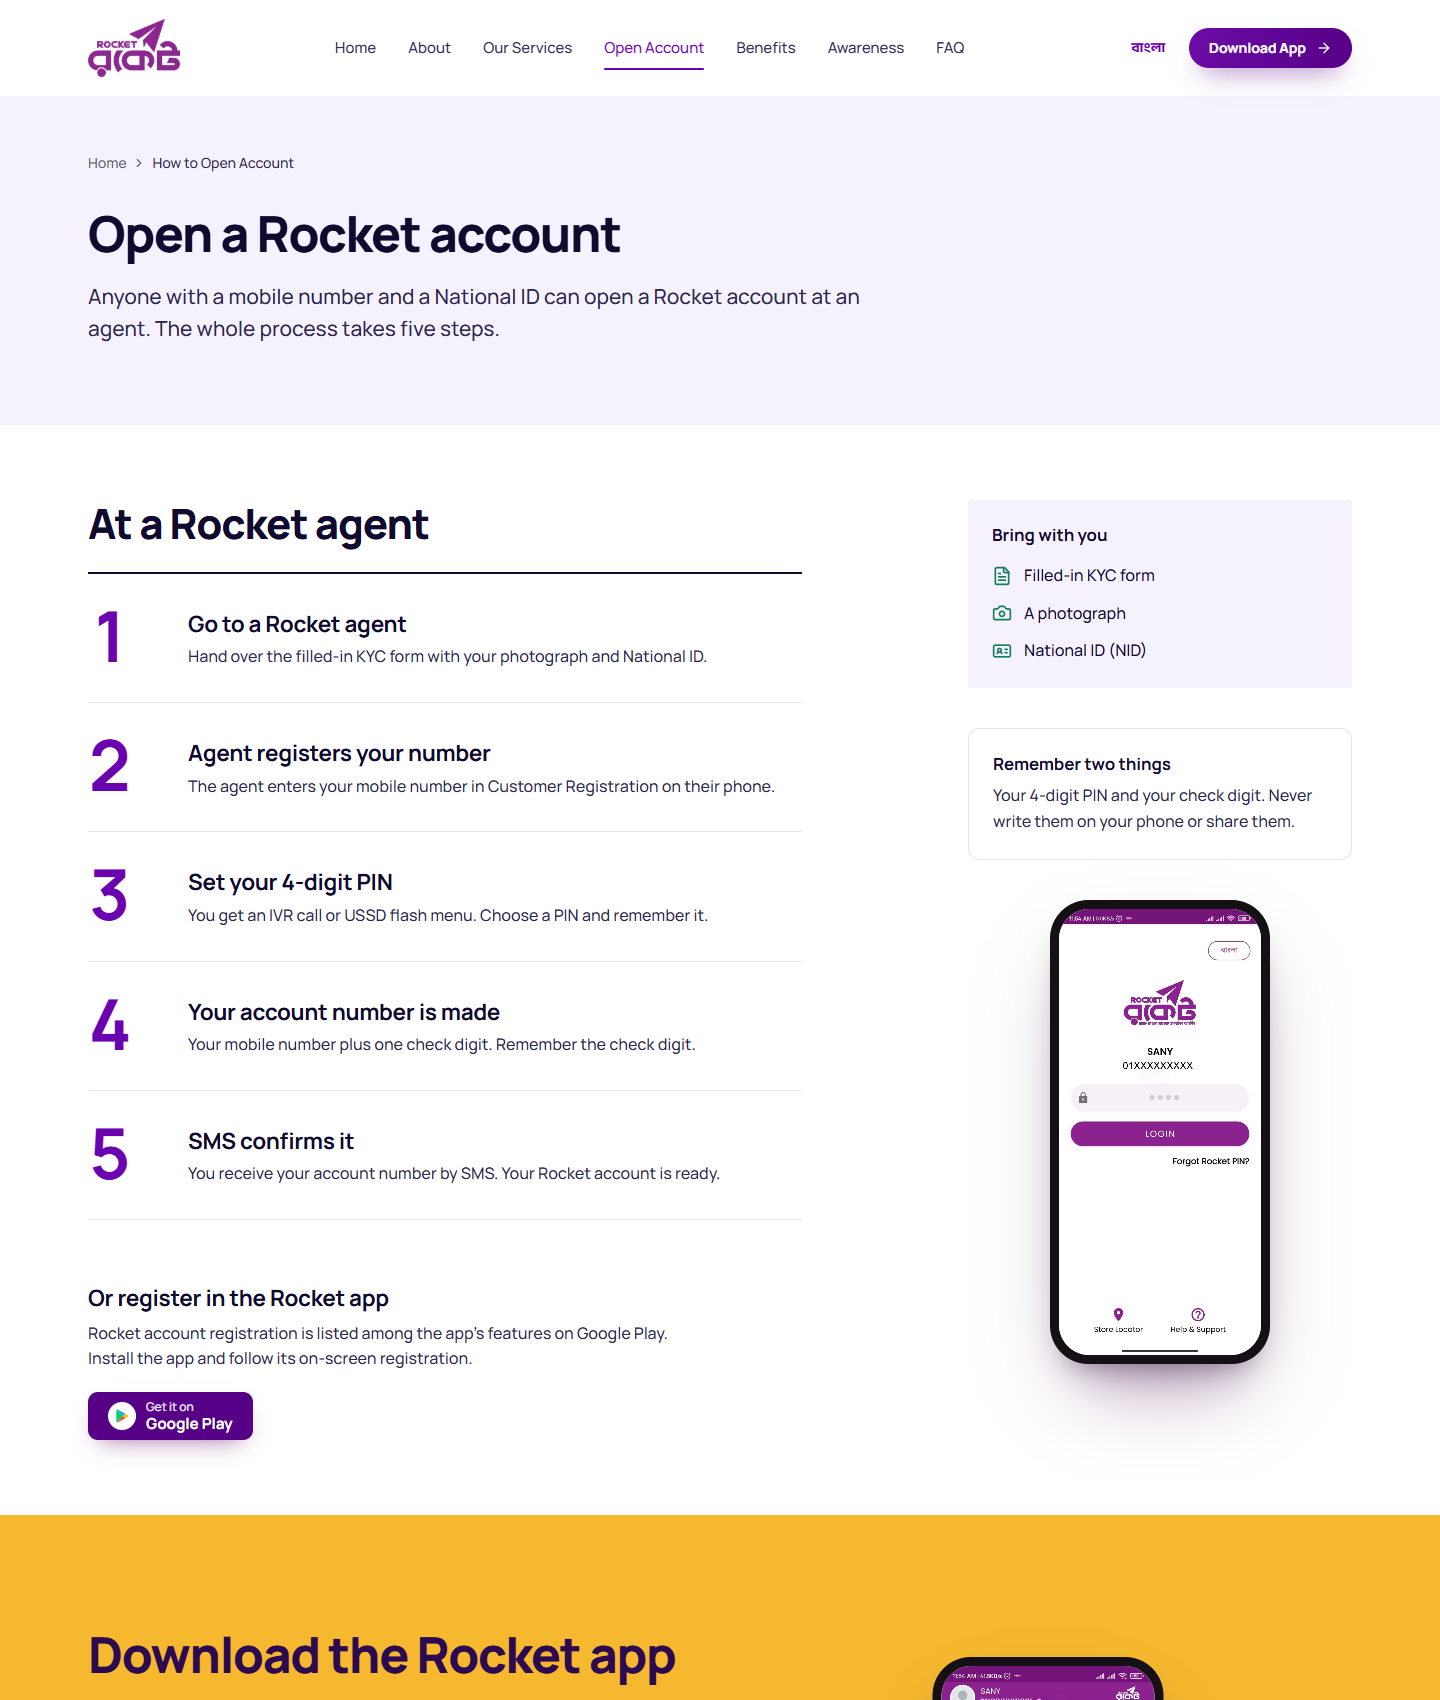 ROCKET
রকেট
Home
About
Our Services
Open Account
Benefits
Awareness
FAQ
বাংলা
Download App
Home
How to Open Account
Open a Rocket account
Anyone with a mobile number and a National ID can open a Rocket account at an
agent. The whole process takes five steps.
At a Rocket agent
1
Go to a Rocket agent
Hand over the filled-in KYC form with your photograph and National ID.
2
Agent registers your number
The agent enters your mobile number in Customer Registration on their phone.
3
Set your 4-digit PIN
You get an IVR call or USSD flash menu. Choose a PIN and remember it.
4
Your account number is made
Your mobile number plus one check digit. Remember the check digit.
5
SMS confirms it
You receive your account number by SMS. Your Rocket account is ready.
Or register in the Rocket app
Rocket account registration is listed among the app's features on Google Play.
Install the app and follow its on-screen registration.
Get it on
Google Play
Bring with you
Filled-in KYC form
A photograph
National ID (NID)
Remember two things
Your 4-digit PIN and your check digit. Never
write them on your phone or share them.
11:54 AM
বাংলা
ROCKET
রকেট
SANY
01XXXXXXXXX
LOGIN
Forgot Rocket PIN?
Store Locator
Help & Support
Download the Rocket app
11:54 AM
SANY
রকেট